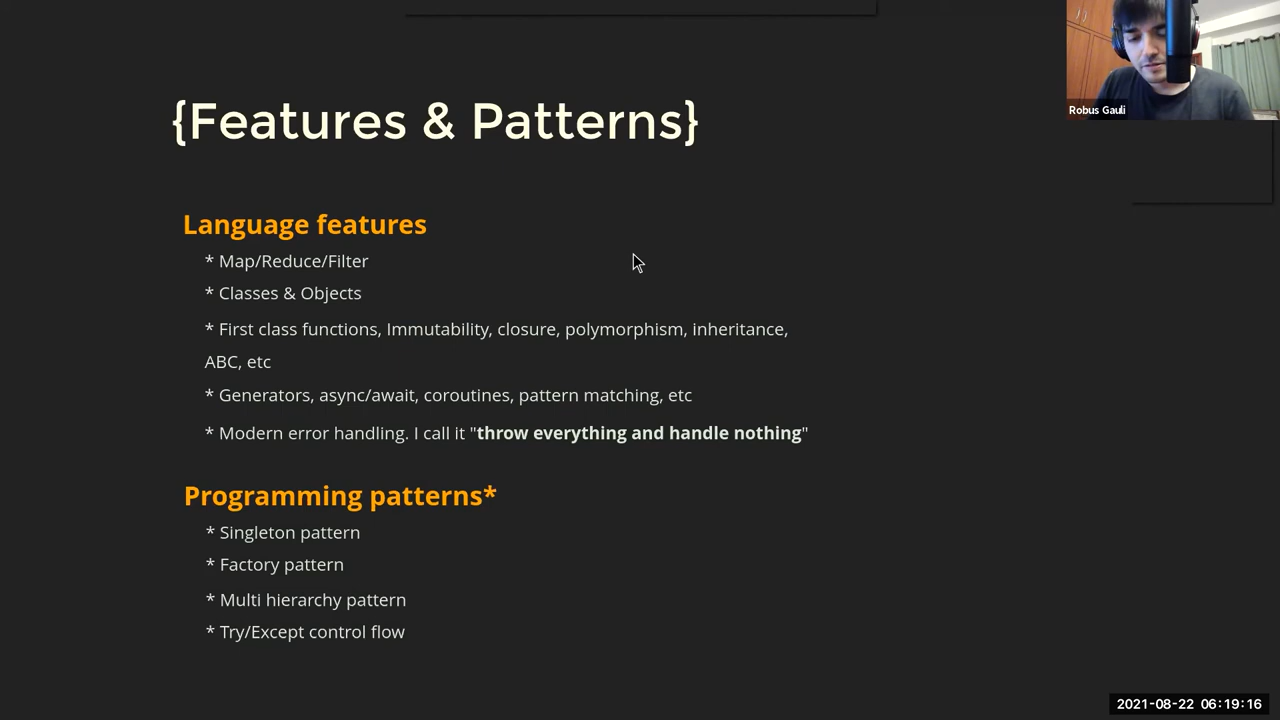 {Features & Patterns}
Robus Gauli
Language features
* Map/Reduce/Filter
* Classes & Objects
* First class functions, Immutability, closure, polymorphism, inheritance,
ABC, etc
* Generators, async/await, coroutines, pattern matching, etc
* Modern error handling. I call it "throw everything and handle nothing"
Programming patterns*
* Singleton pattern
* Factory pattern
* Multi hierarchy pattern
* Try/Except control flow
2021-08-22 06:19:16